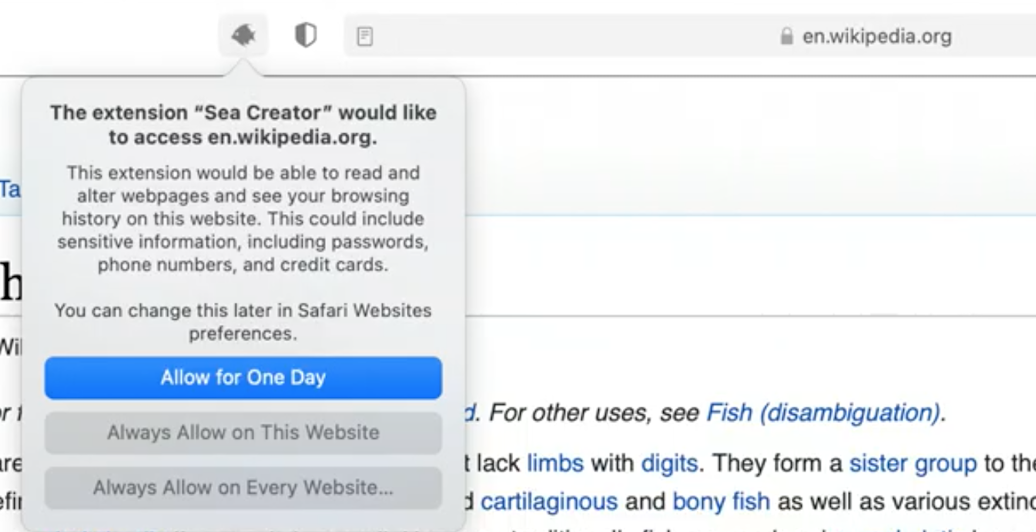 en.wikipedia.org
The extension “Sea Creator” would like
to access en.wikipedia.org.
This extension would be able to read and
alter webpages and see your browsing
history on this website. This could include
sensitive information, including passwords,
phone numbers, and credit cards.
You can change this later in Safari Websites
preferences.
Allow for One Day
Always Allow on This Website
Always Allow on Every Website...
Ta
h
Wi
or f
d. For other uses, see Fish (disambiguation).
are
t lack limbs with digits. They form a sister group to the
efin
d cartilaginous and bony fish as well as various extinc